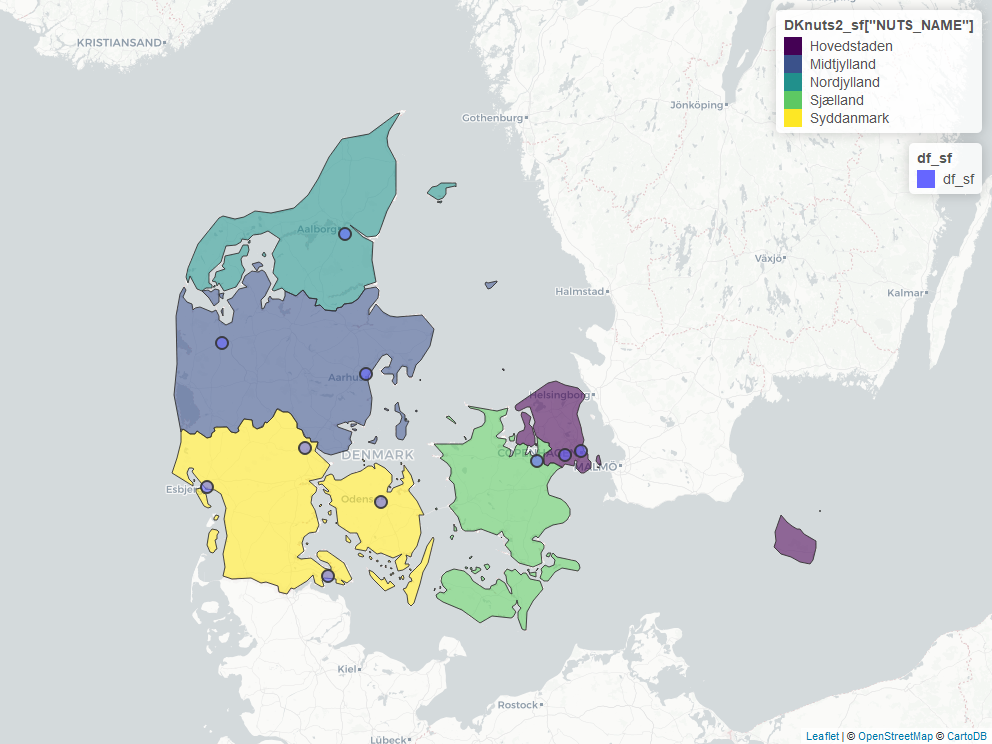 KRISTIANSAND
DKnuts2_sf["NUTS_NAME"]
Hovedstaden
Midtjylland
Nordjylland
Sjælland
Syddanmark
Jönköping
Gothenburg
df_sf
df_sf
Aalborg
Växjö
Halmstad
Kalmar
Aarhus
Helsingborg
DENMARK
MALMÖ
Esbjerg
Odense
Kiel
Rostock
Lübeck
Leaflet | © OpenStreetMap © CartoDB